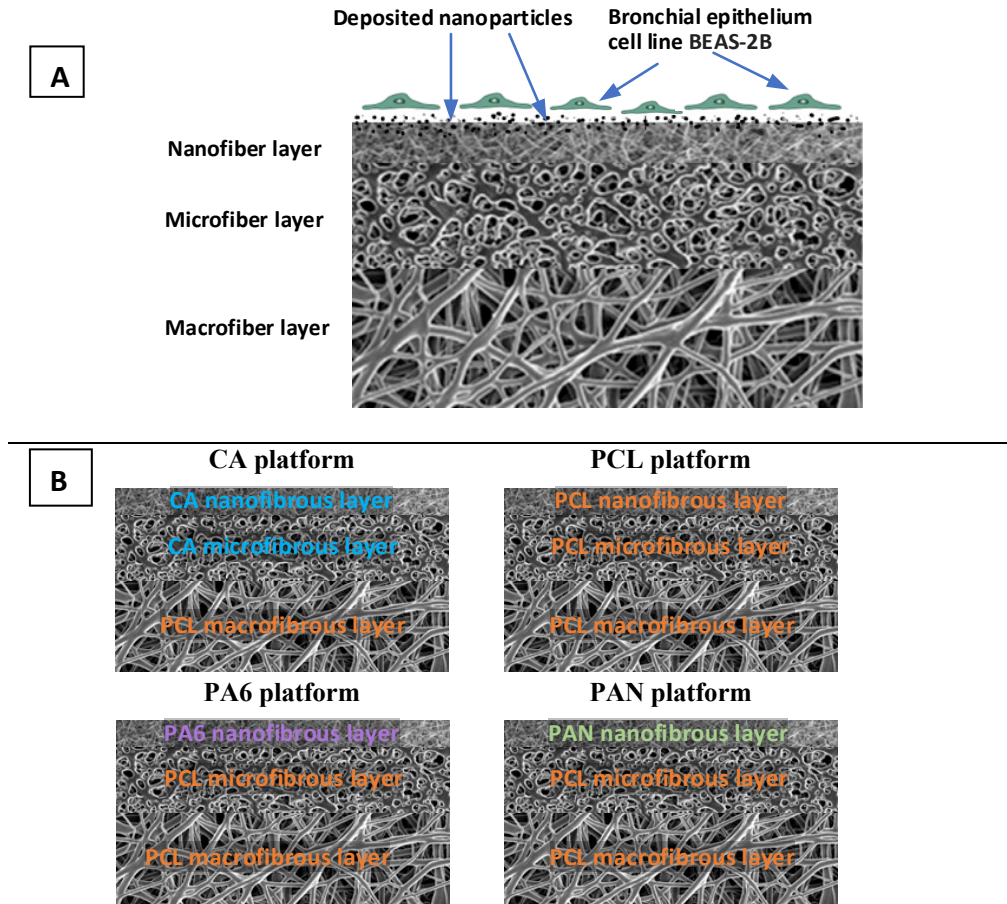 A
Deposited nanoparticles
Bronchial epithelium
cell line BEAS-2B
Nanofiber layer
Microfiber layer
Macrofiber layer
B
CA platform
CA nanofibrous layer
CA microfibrous layer
PCL macrofibrous layer
PCL platform
PCL nanofibrous layer
PCL microfibrous layer
PCL macrofibrous layer
PA6 platform
PA6 nanofibrous layer
PCL microfibrous layer
PCL macrofibrous layer
PAN platform
PAN nanofibrous layer
PCL microfibrous layer
PCL macrofibrous layer